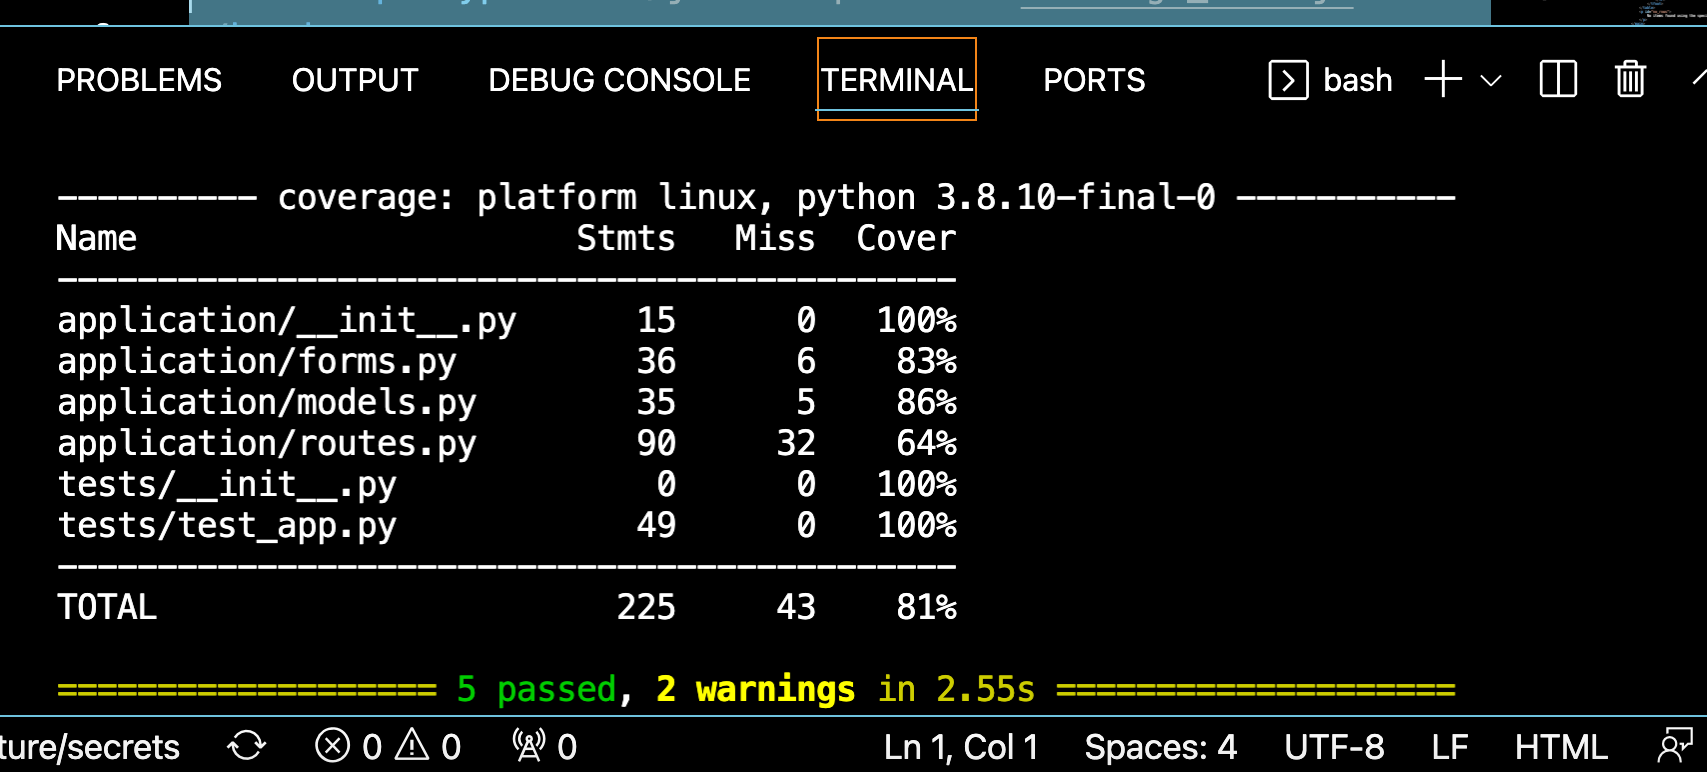 PROBLEMS OUTPUT DEBUG CONSOLE TERMINAL PORTS bash
---------- coverage: platform linux, python 3.8.10-final-0 -----------
Name Stmts Miss Cover
---------------------------------------------
application/__init__.py 15 0 100%
application/forms.py 36 6 83%
application/models.py 35 5 86%
application/routes.py 90 32 64%
tests/__init__.py 0 0 100%
tests/test_app.py 49 0 100%
---------------------------------------------
TOTAL 225 43 81%
=================== 5 passed, 2 warnings in 2.55s ====================
ture/secrets 0 0 0 Ln 1, Col 1 Spaces: 4 UTF-8 LF HTML